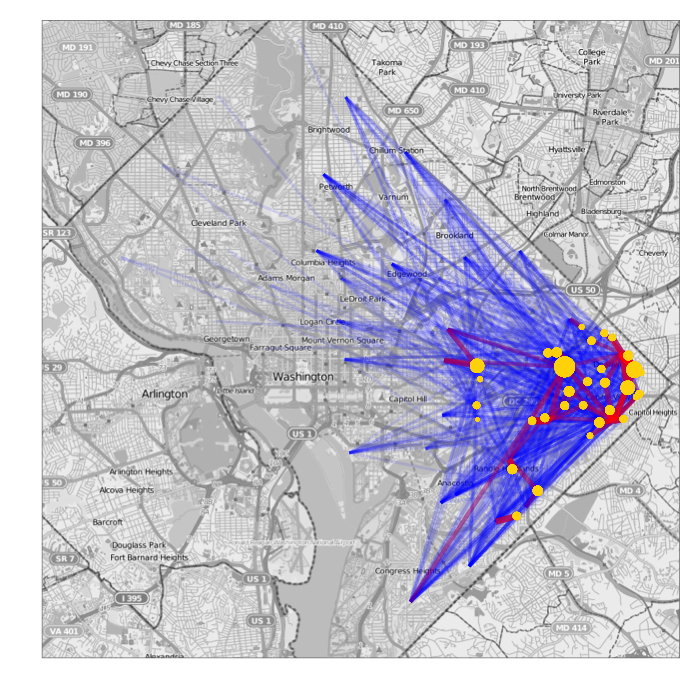 MD 185
MD 410
MD 191
MD 193
College
Park
MD 201
Chevy Chase Section Three
Takoma
Park
MD 190
MD 410
University Park
Chevy Chase Village
MD 650
Riverdale
Park
Brightwood
MD 396
Chillum Station
Hyattsville
Petworth
North Brentwood
Edmonston
Varnum
Brentwood
Highland
Bladensburg
Cleveland Park
SR 123
Brookland
Colmar Manor
Cheverly
Columbia Heights
Adams Morgan
Edgewood
US 50
LeDroit Park
Logan Circle
Georgetown
Mount Vernon Square
Farragut Square
US 29
Washington
Arlington
Little Island
Capitol Hill
Capitol Heights
US 1
Arlington Heights
US 50
Anacostia
Alcova Heights
MD 4
Barcroft
Douglass Park
Fort Barnard Heights
SR 7
Congress Heights
MD 5
US 1
I 395
US 1
VA 401
MD 414
Alexandria